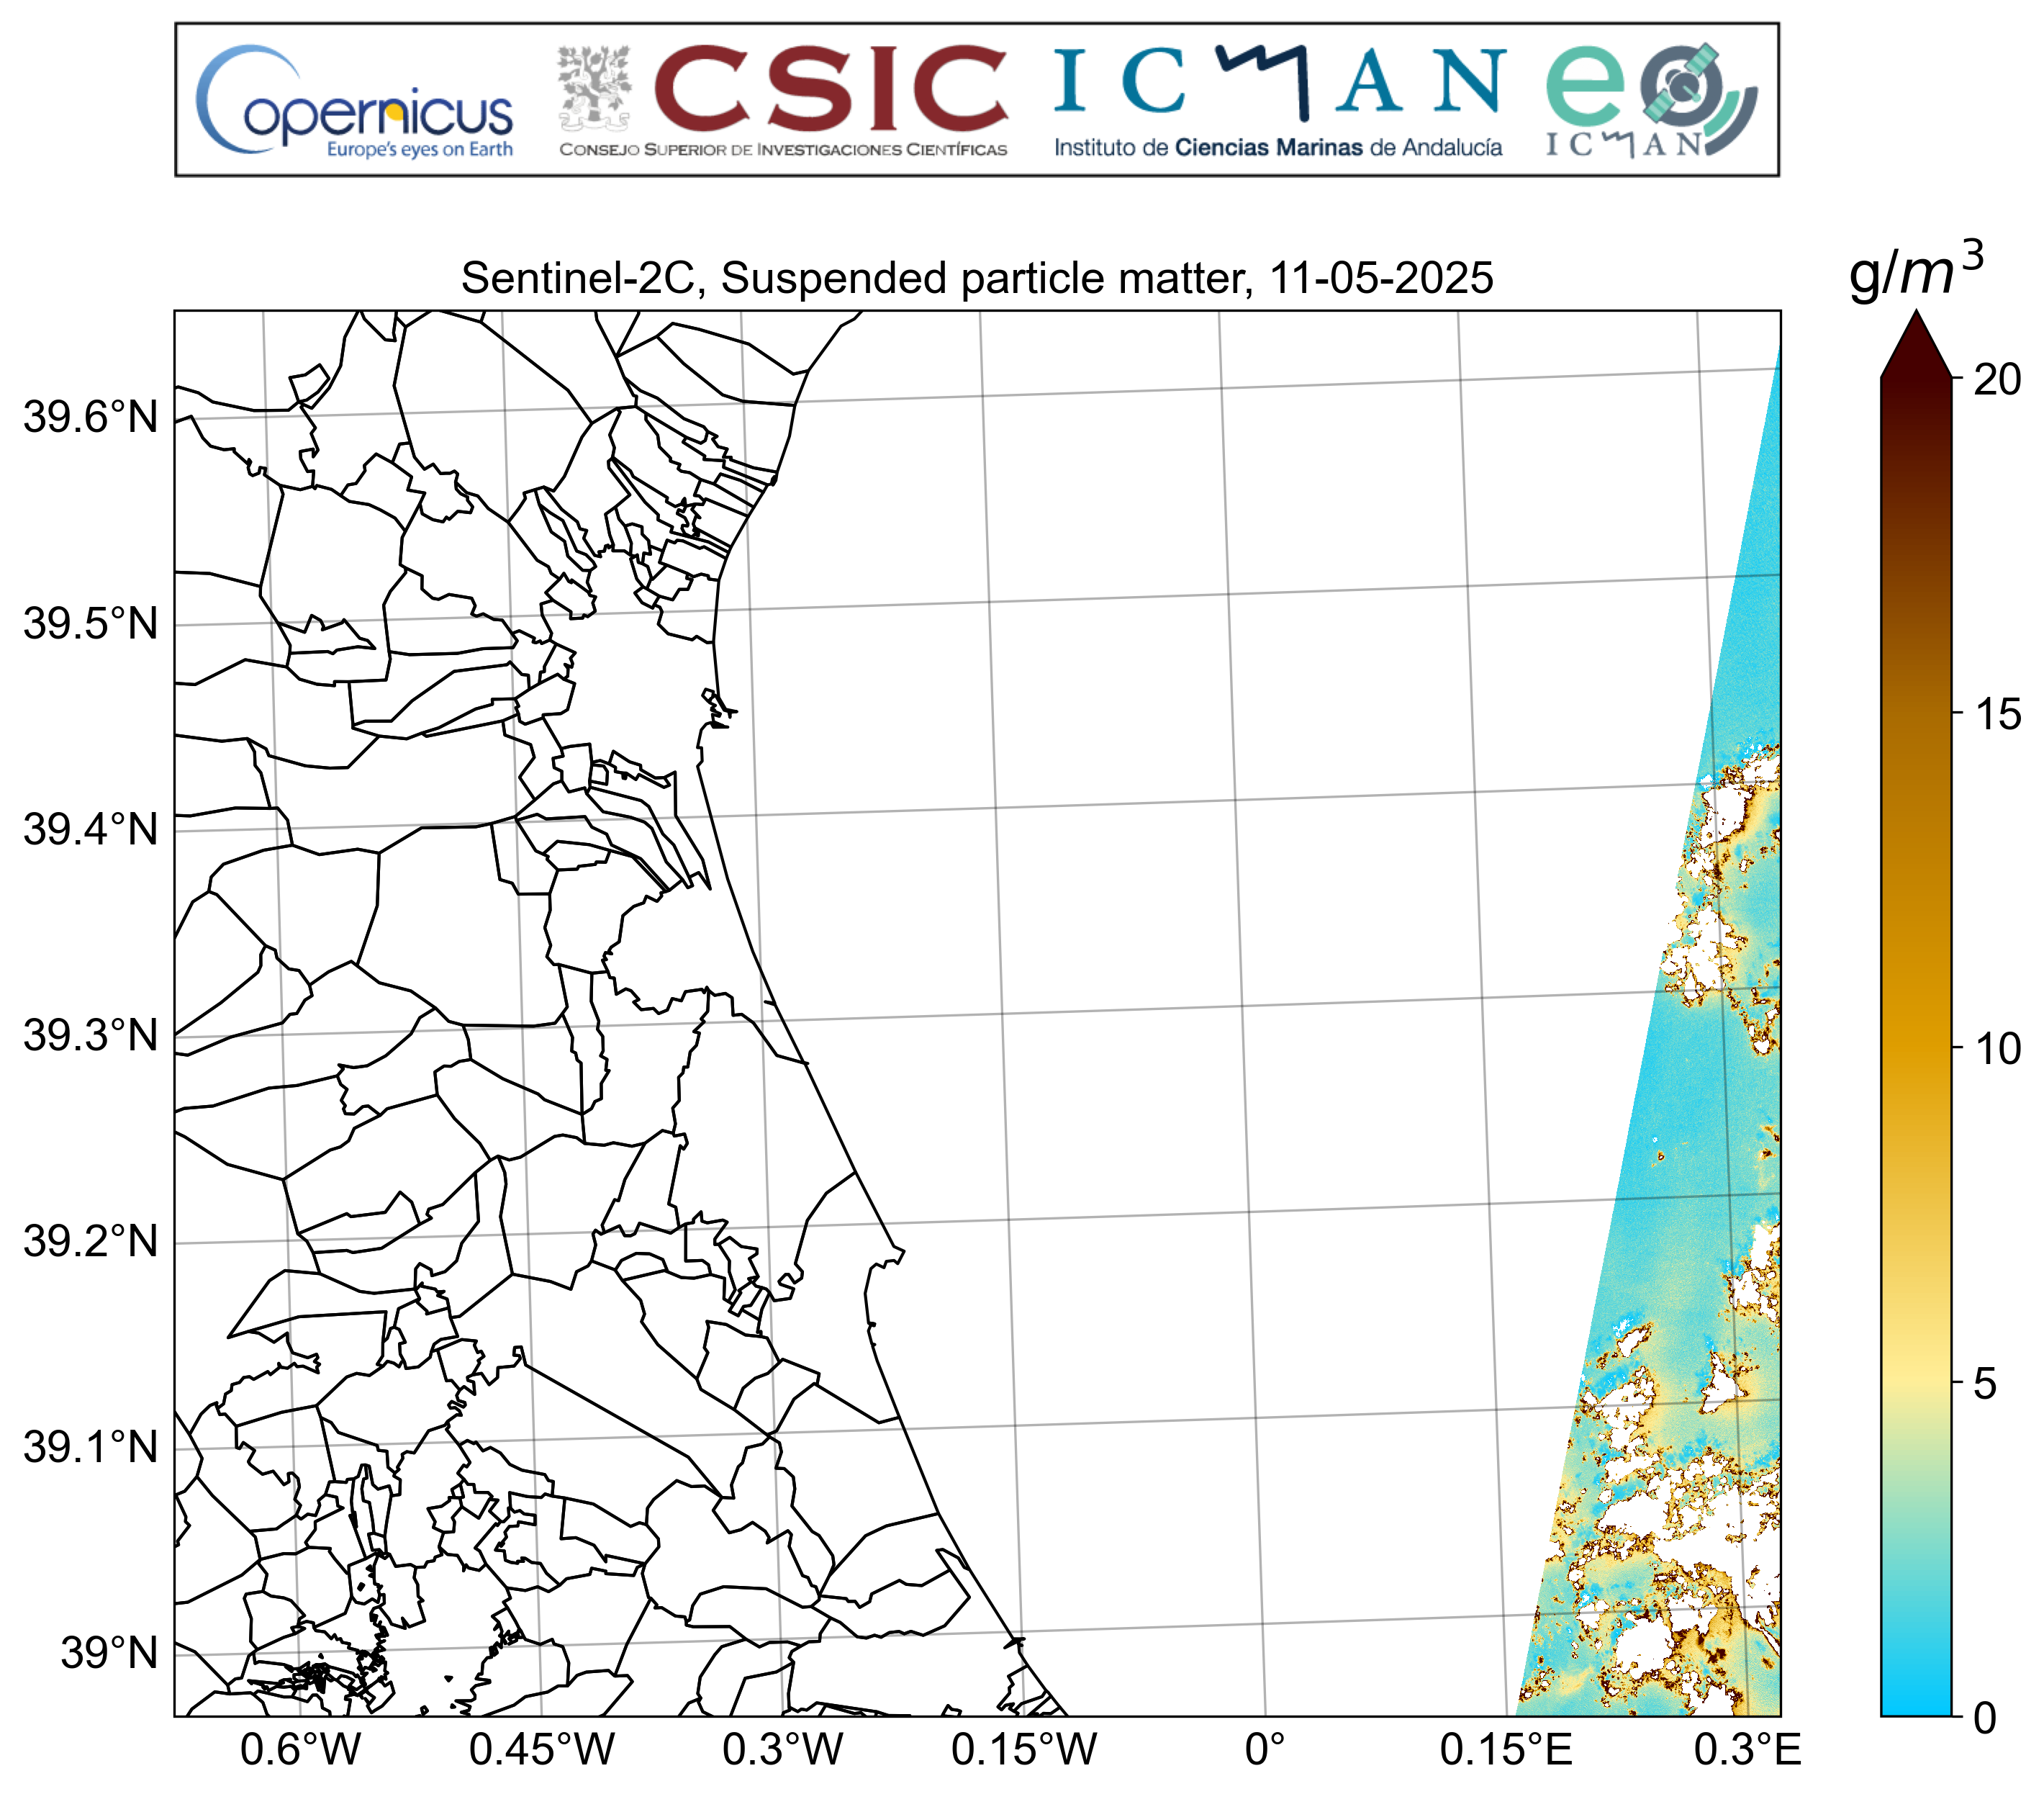 Copernicus
Europe's eyes on Earth
CSIC
CONSEJO SUPERIOR DE INVESTIGACIONES CIENTÍFICAS
ICMAN
Instituto de Ciencias Marinas de Andalucía
eo
ICMAN
Sentinel-2C, Suspended particle matter, 11-05-2025
g/m³
39.6°N
39.5°N
39.4°N
39.3°N
39.2°N
39.1°N
39°N
0.6°W 0.45°W 0.3°W 0.15°W 0° 0.15°E 0.3°E
20
15
10
5
0